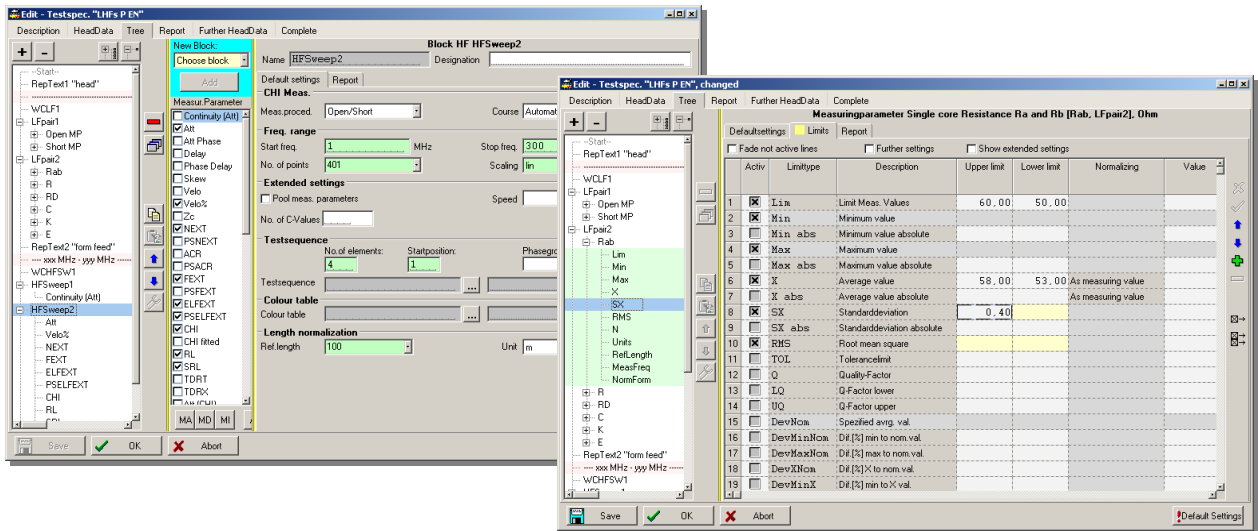 Edit - Testspec. "LHFs P EN"
Description HeadData Tree Report Further HeadData Complete
+ -
--Start--
RepText1 "head"
WCLF1
LFpair1
Open MP
Short MP
LFpair2
Rab
R
RD
C
K
E
RepText2 "form feed"
---- xxx MHz - yyy MHz ----
WCHFSW1
HFSweep1
Continuity (Att)
HFSweep2
Att
Velo%
NEXT
FEXT
ELFEXT
PSELFEXT
CHI
RL
New Block:
Choose block
Add
Measur.Parameter
Continuity (Att)
Att
Att Phase
Delay
Phase Delay
Skew
Velo
Velo%
Zc
NEXT
PSNEXT
ACR
PSACR
FEXT
PSFEXT
ELFEXT
PSELFEXT
CHI
CHI fitted
RL
SRL
TDRT
TDRX
Att (CHI)
MA MD MI
Block HF HFSweep2
Name HFSweep2 Designation
Default settings Report
CHI Meas.
Meas.proced. Open/Short Course Automat
Freq. range
Start freq. 1 MHz Stop freq. 300
No. of points 401 Scaling lin
Extended settings
Pool meas. parameters Speed
No. of C-Values
Testsequence
No.of elements: Startposition: Phasegro
4 1
Testsequence ...
Colour table
Colour table ...
Length normalization
Ref.length 100 Unit m
Save OK Abort
Edit - Testspec. "LHFs P EN", changed
Description HeadData Tree Report Further HeadData Complete
+ -
--Start--
RepText1 "head"
WCLF1
LFpair1
Open MP
Short MP
LFpair2
Rab
Lim
Min
Max
X
SX
RMS
N
Units
RefLength
MeasFreq
NormForm
R
RD
C
K
E
RepText2 "form feed"
---- xxx MHz - yyy MHz ----
WCHFSW1
Measuringparameter Single core Resistance Ra and Rb [Rab, LFpair2], Ohm
Defaultsettings Limits Report
Fade not active lines Further settings Show extended settings
Activ Limittype Description Upper limit Lower limit Normalizing Value
1 Lim Limit Meas. Values 60,00 50,00
2 Min Minimum value
3 Min abs Minimum value absolute
4 Max Maximum value
5 Max abs Maximum value absolute
6 X Average value 58,00 53,00 As measuring value
7 X abs Average value absolute As measuring value
8 SX Standarddeviation 0,40
9 SX abs Standarddeviation absolute
10 RMS Root mean square
11 TOL Tolerancelimit
12 Q Quality-Factor
13 LQ Q-Factor lower
14 UQ Q-Factor upper
15 DevNom Spezified avrg. val.
16 DevMinNom Dif.[%] min to nom.val.
17 DevMaxNom Dif.[%] max to nom.val.
18 DevXNom Dif.[%] X to nom.val.
19 DevMinX Dif.[%] min to X val.
Save OK Abort Default Settings